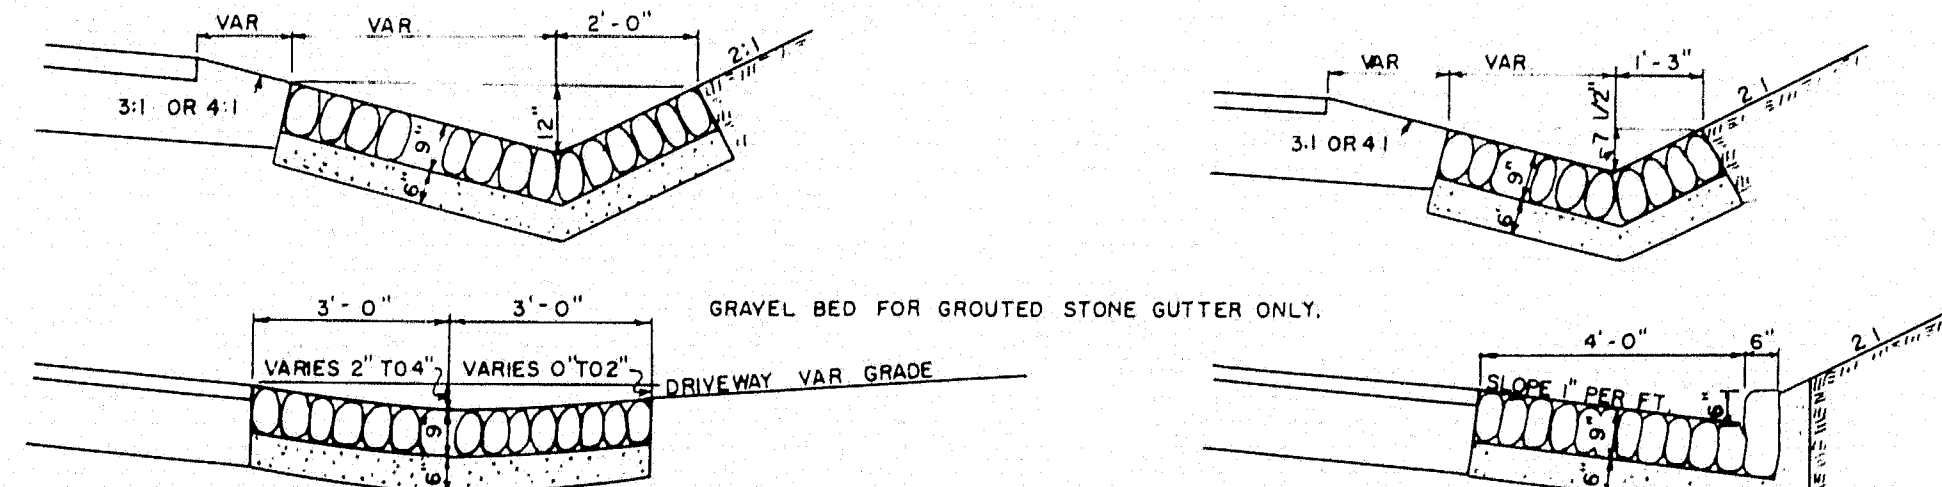 VAR
VAR
2'-0"
2:1
3:1 OR 4:1
12"
9"
6"
VAR
VAR
1'-3"
2 1
3:1 OR 4 1
7 1/2"
9"
6"
3'-0"
3'-0"
GRAVEL BED FOR GROUTED STONE GUTTER ONLY.
VARIES 2" TO 4"
VARIES 0" TO 2"
DRIVEWAY VAR GRADE
9"
6"
4'-0"
6"
2 1
SLOPE 1" PER FT.
6"
9"
6"